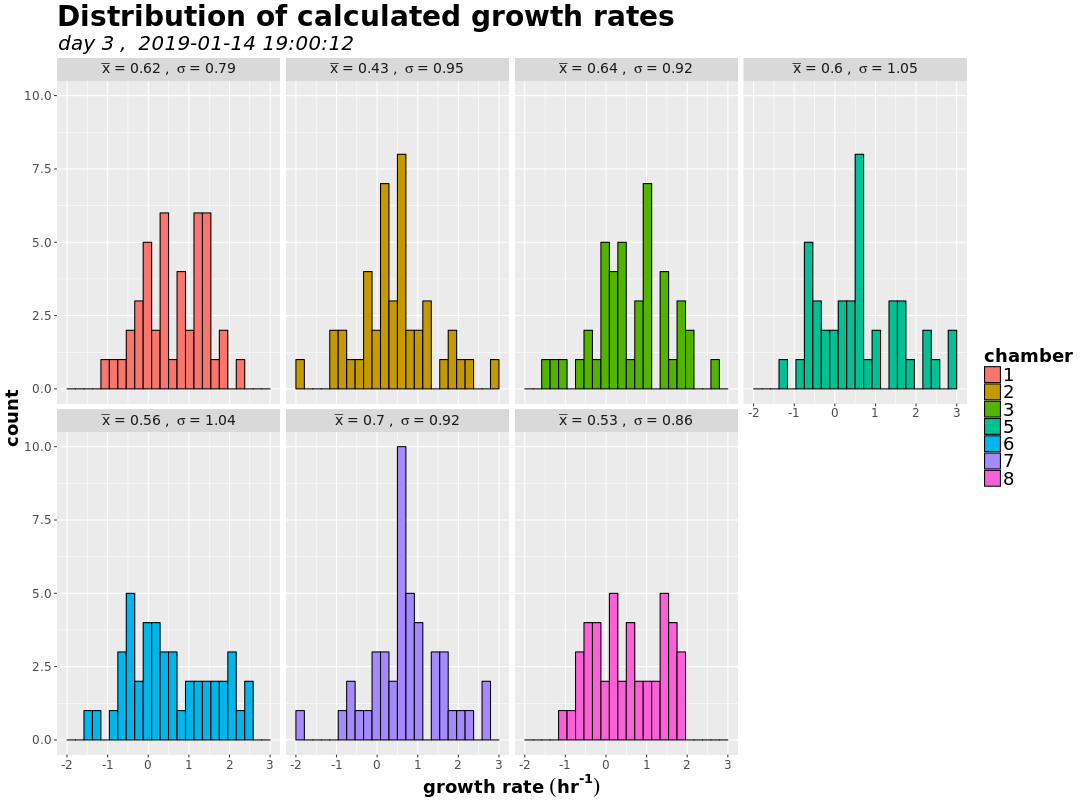 Distribution of calculated growth rates
day 3 , 2019-01-14 19:00:12
x̅ = 0.62 , σ = 0.79
x̅ = 0.43 , σ = 0.95
x̅ = 0.64 , σ = 0.92
x̅ = 0.6 , σ = 1.05
10.0
7.5
5.0
2.5
0.0
-2 -1 0 1 2 3
x̅ = 0.56 , σ = 1.04
x̅ = 0.7 , σ = 0.92
x̅ = 0.53 , σ = 0.86
10.0
7.5
5.0
2.5
0.0
-2 -1 0 1 2 3
-2 -1 0 1 2 3
-2 -1 0 1 2 3
count
growth rate (hr⁻¹)
chamber
1
2
3
5
6
7
8